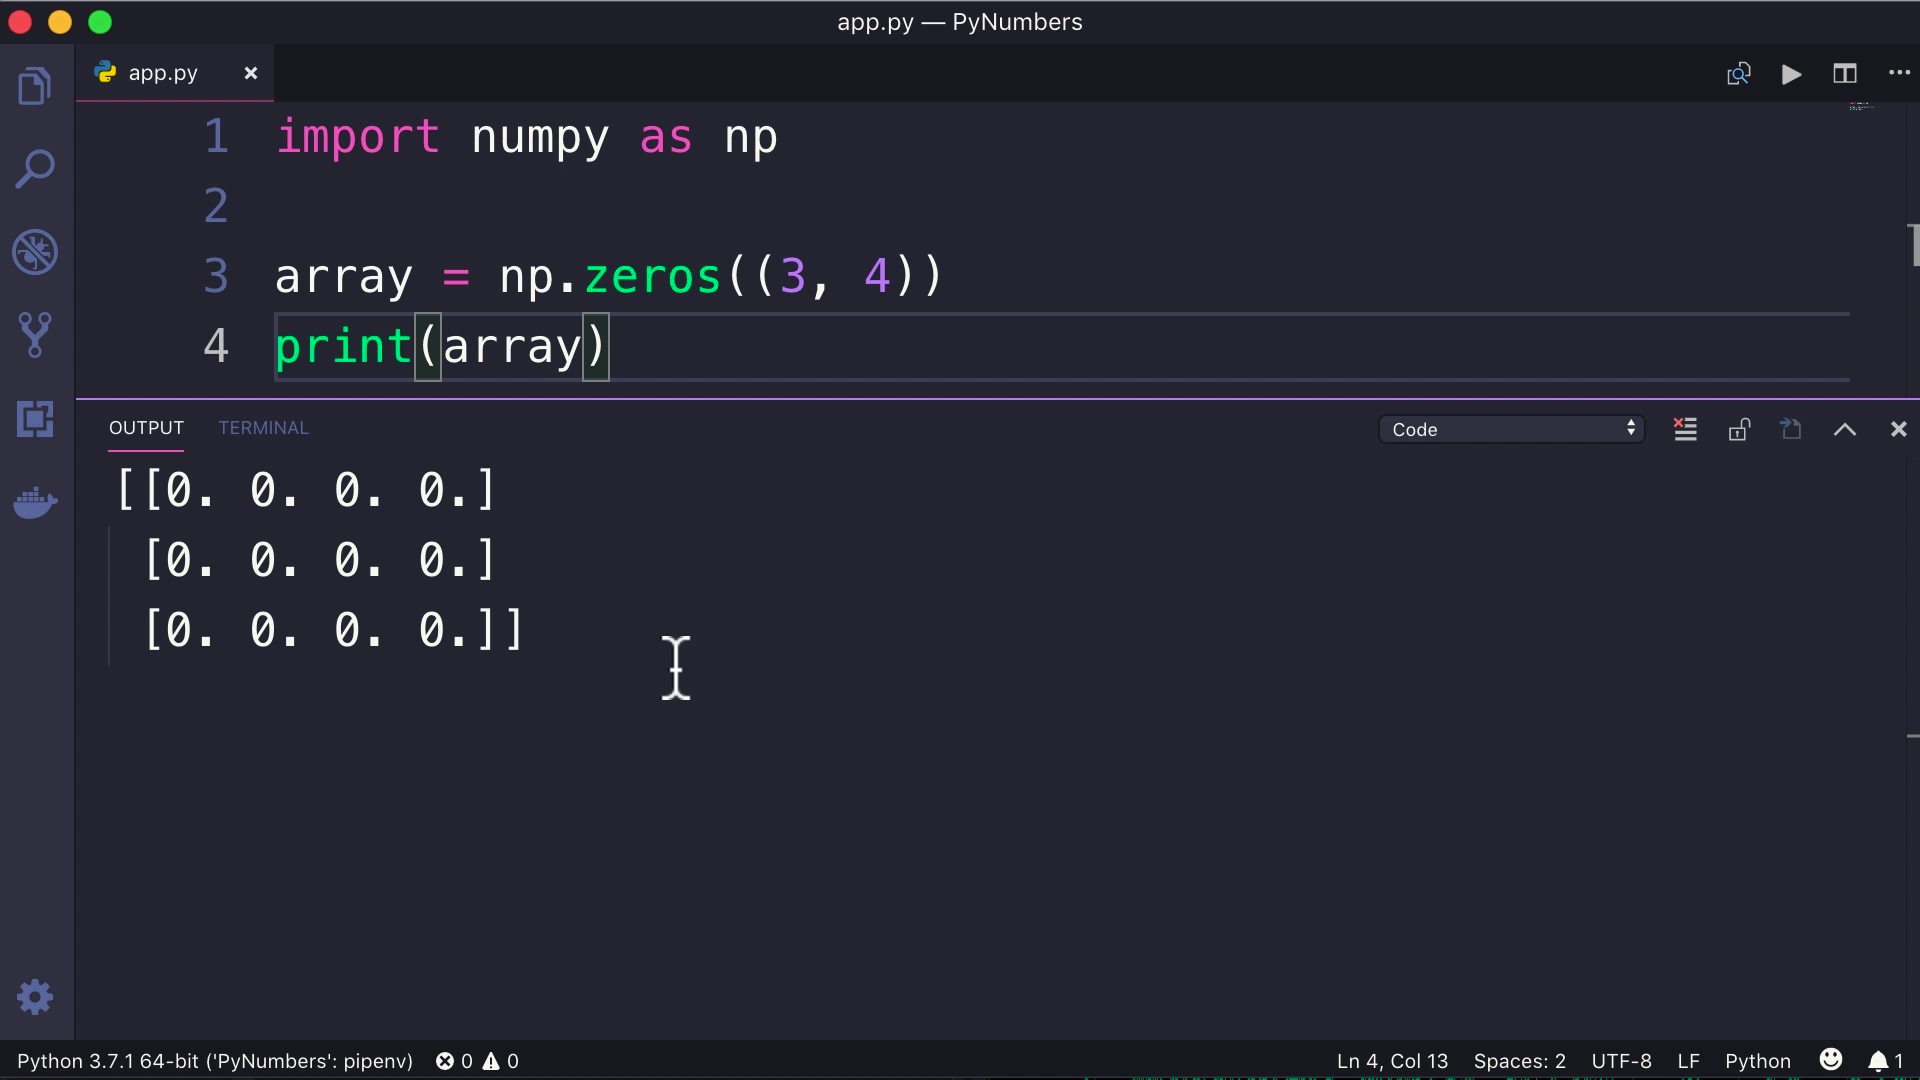 app.py — PyNumbers
app.py
1 import numpy as np
2
3 array = np.zeros((3, 4))
4 print(array)
OUTPUT TERMINAL Code
[[0. 0. 0. 0.]
 [0. 0. 0. 0.]
 [0. 0. 0. 0.]]
Python 3.7.1 64-bit ('PyNumbers': pipenv) 0 0 Ln 4, Col 13 Spaces: 2 UTF-8 LF Python 1